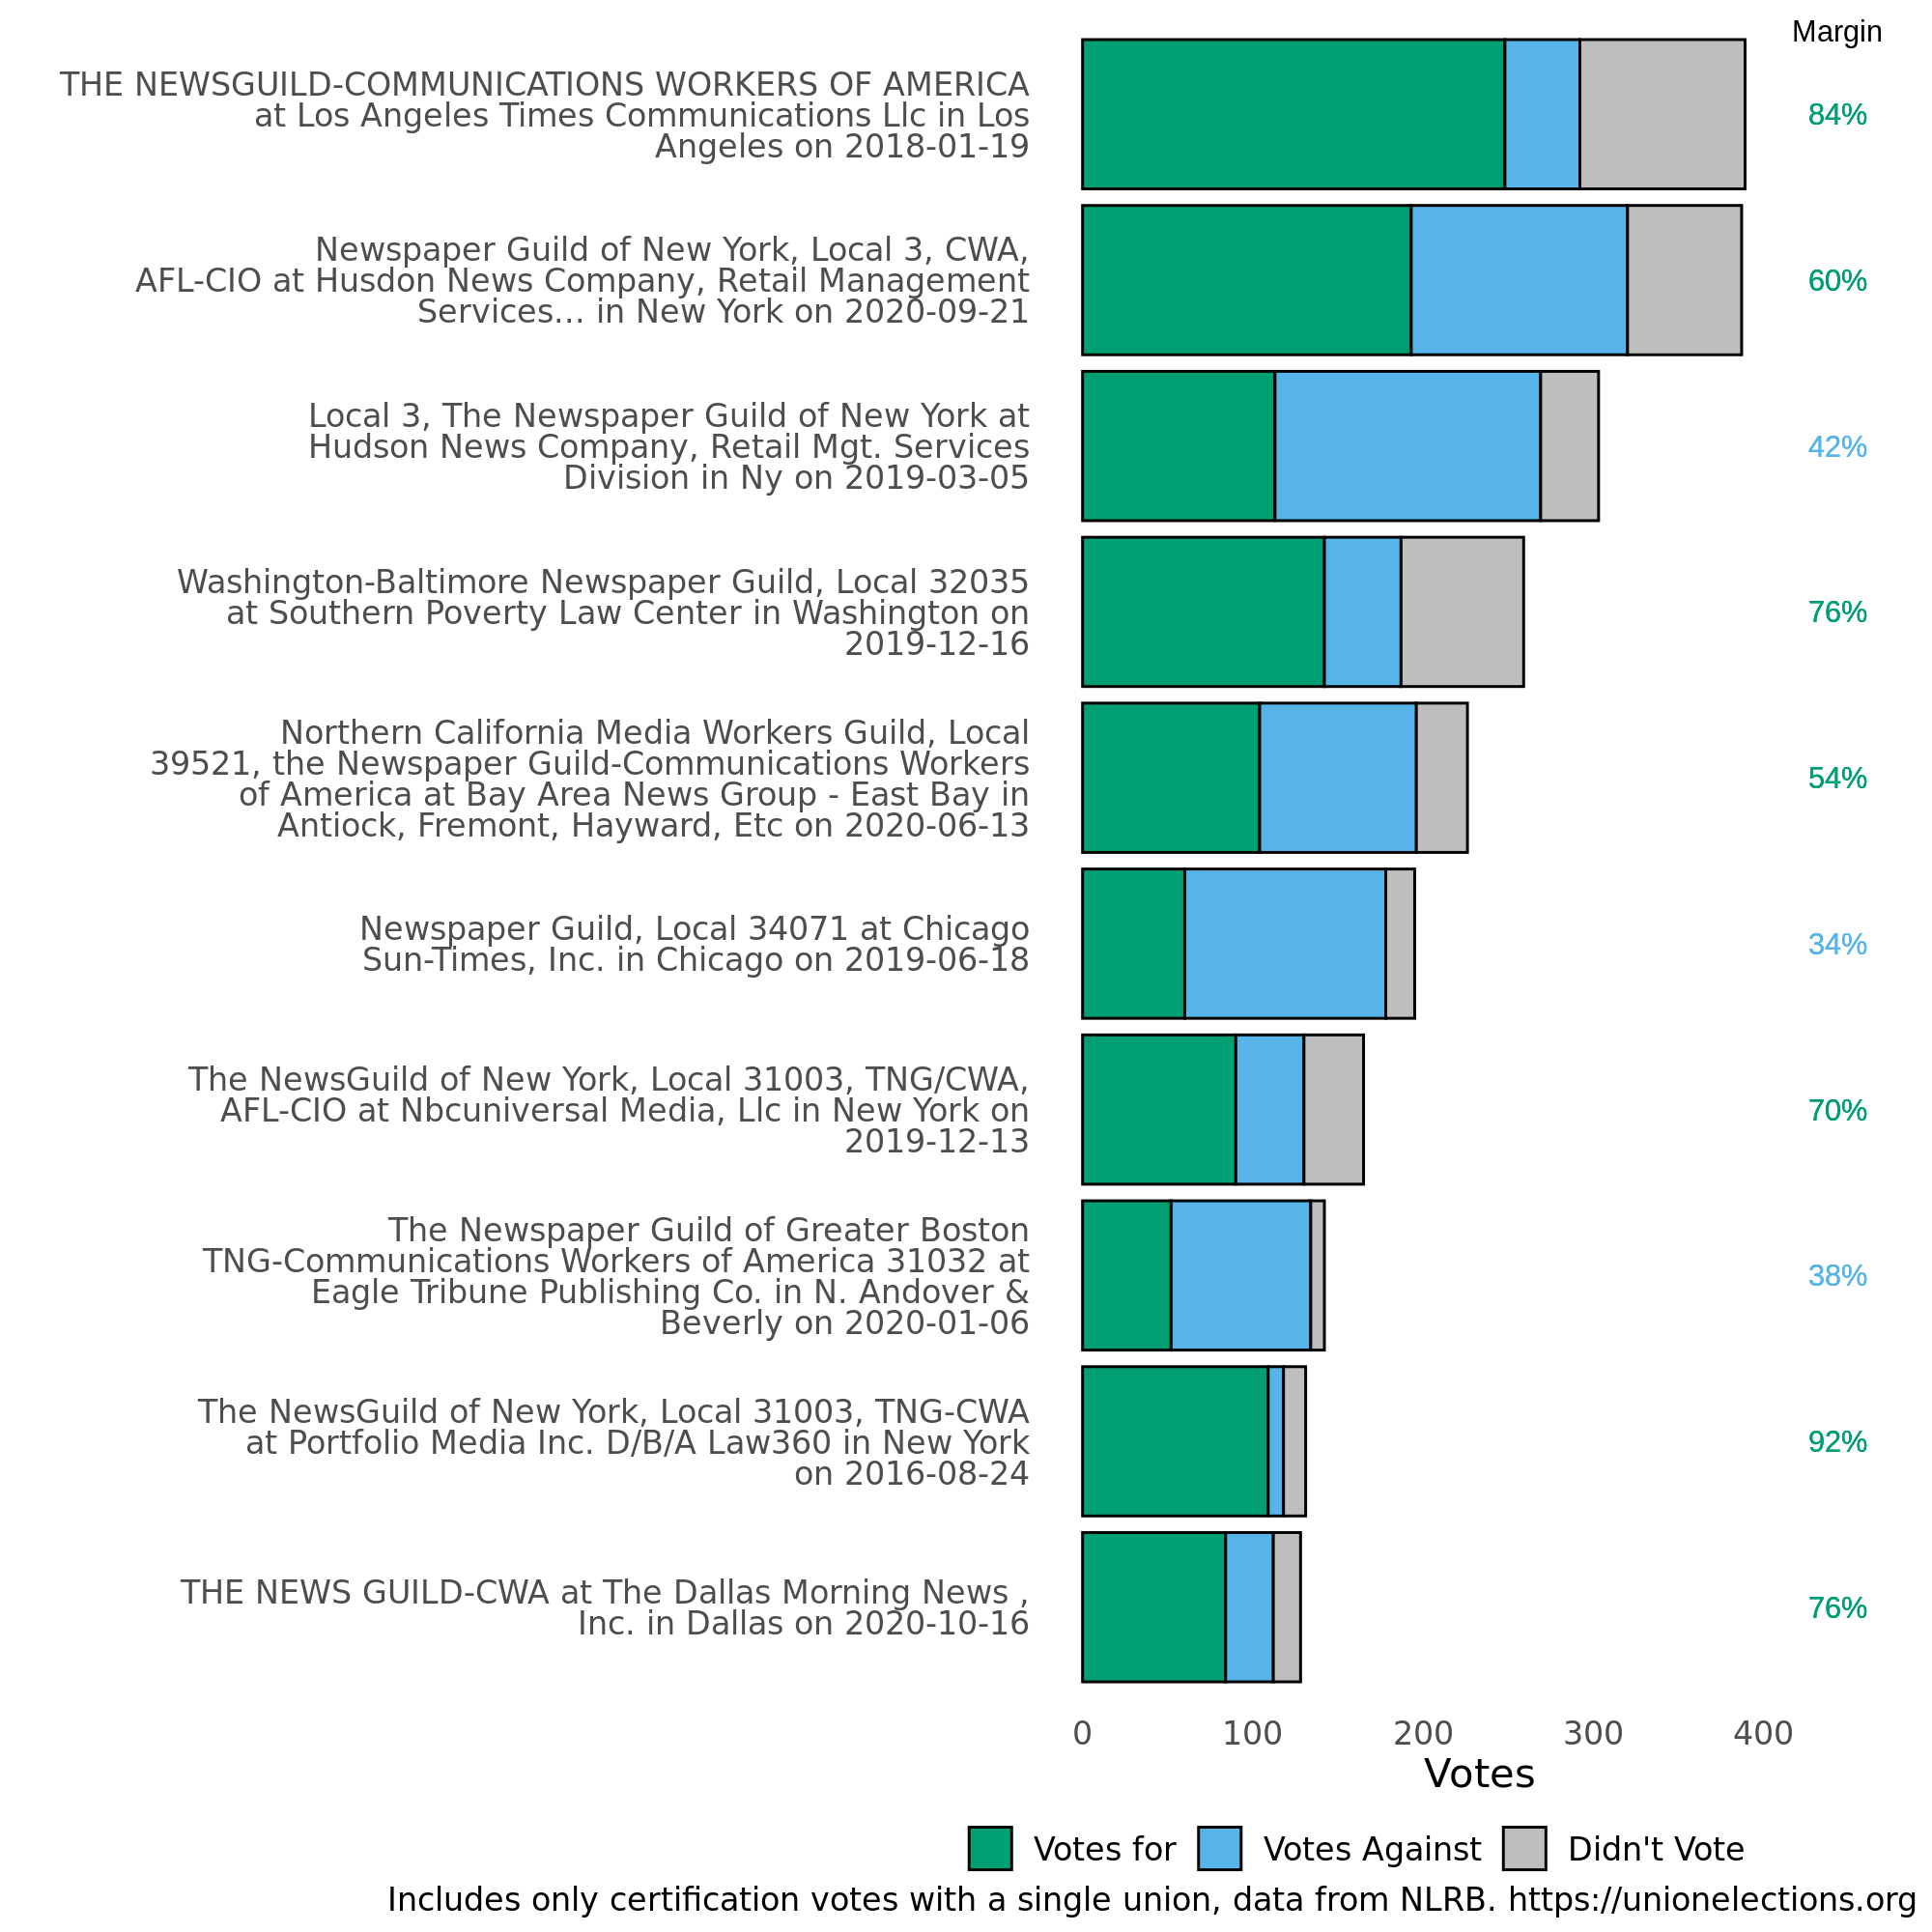 Margin
THE NEWSGUILD-COMMUNICATIONS WORKERS OF AMERICA
at Los Angeles Times Communications Llc in Los
Angeles on 2018-01-19
84%
Newspaper Guild of New York, Local 3, CWA,
AFL-CIO at Husdon News Company, Retail Management
Services... in New York on 2020-09-21
60%
Local 3, The Newspaper Guild of New York at
Hudson News Company, Retail Mgt. Services
Division in Ny on 2019-03-05
42%
Washington-Baltimore Newspaper Guild, Local 32035
at Southern Poverty Law Center in Washington on
2019-12-16
76%
Northern California Media Workers Guild, Local
39521, the Newspaper Guild-Communications Workers
of America at Bay Area News Group - East Bay in
Antiock, Fremont, Hayward, Etc on 2020-06-13
54%
Newspaper Guild, Local 34071 at Chicago
Sun-Times, Inc. in Chicago on 2019-06-18
34%
The NewsGuild of New York, Local 31003, TNG/CWA,
AFL-CIO at Nbcuniversal Media, Llc in New York on
2019-12-13
70%
The Newspaper Guild of Greater Boston
TNG-Communications Workers of America 31032 at
Eagle Tribune Publishing Co. in N. Andover &
Beverly on 2020-01-06
38%
The NewsGuild of New York, Local 31003, TNG-CWA
at Portfolio Media Inc. D/B/A Law360 in New York
on 2016-08-24
92%
THE NEWS GUILD-CWA at The Dallas Morning News ,
Inc. in Dallas on 2020-10-16
76%
0 100 200 300 400
Votes
Votes for Votes Against Didn't Vote
Includes only certification votes with a single union, data from NLRB. https://unionelections.org